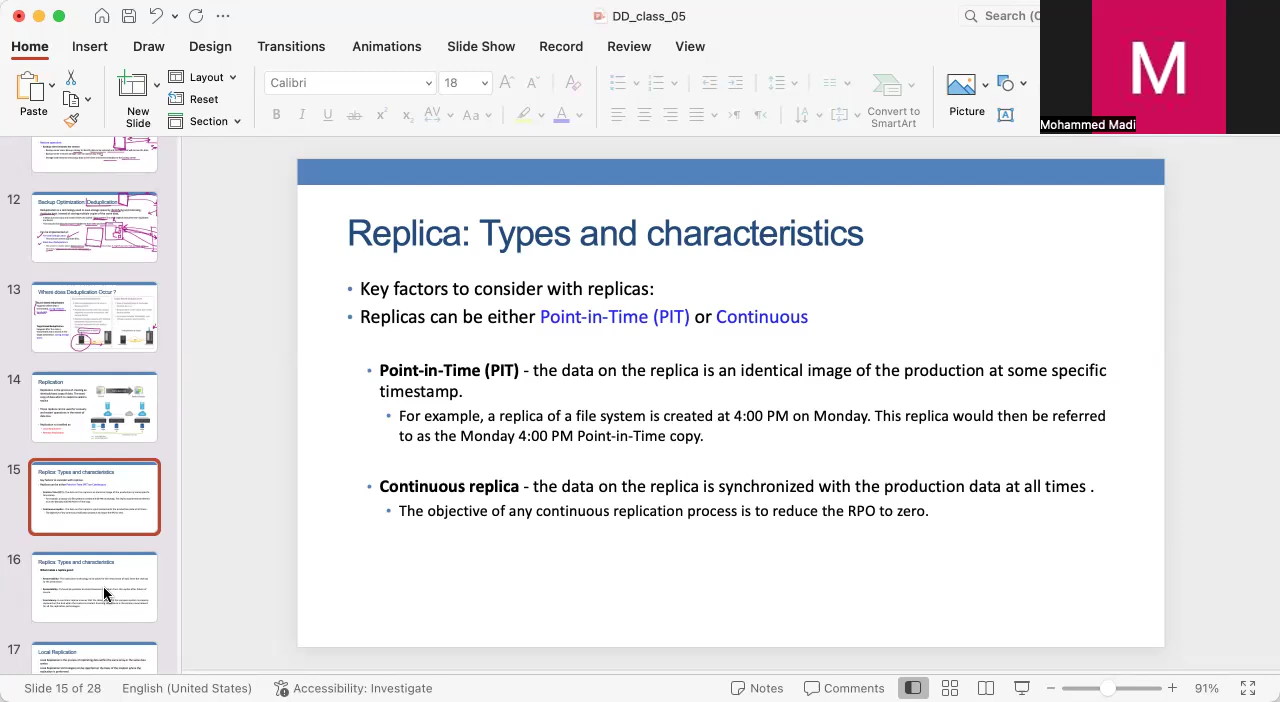 DD_class_05
Search (C
Home Insert Draw Design Transitions Animations Slide Show Record Review View
Paste
New Slide
Layout
Reset
Section
Calibri
18
Convert to SmartArt
Picture
M
Mohammed Madi
12
Backup Optimization: Deduplication
13
Where does Deduplication Occur ?
14
Replication
15
Replica: Types and characteristics
16
Replica: Types and characteristics
17
Local Replication
Replica: Types and characteristics
• Key factors to consider with replicas:
• Replicas can be either Point-in-Time (PIT) or Continuous
• Point-in-Time (PIT) - the data on the replica is an identical image of the production at some specific
timestamp.
• For example, a replica of a file system is created at 4:00 PM on Monday. This replica would then be referred
to as the Monday 4:00 PM Point-in-Time copy.
• Continuous replica - the data on the replica is synchronized with the production data at all times .
• The objective of any continuous replication process is to reduce the RPO to zero.
Slide 15 of 28 English (United States) Accessibility: Investigate Notes Comments 91%